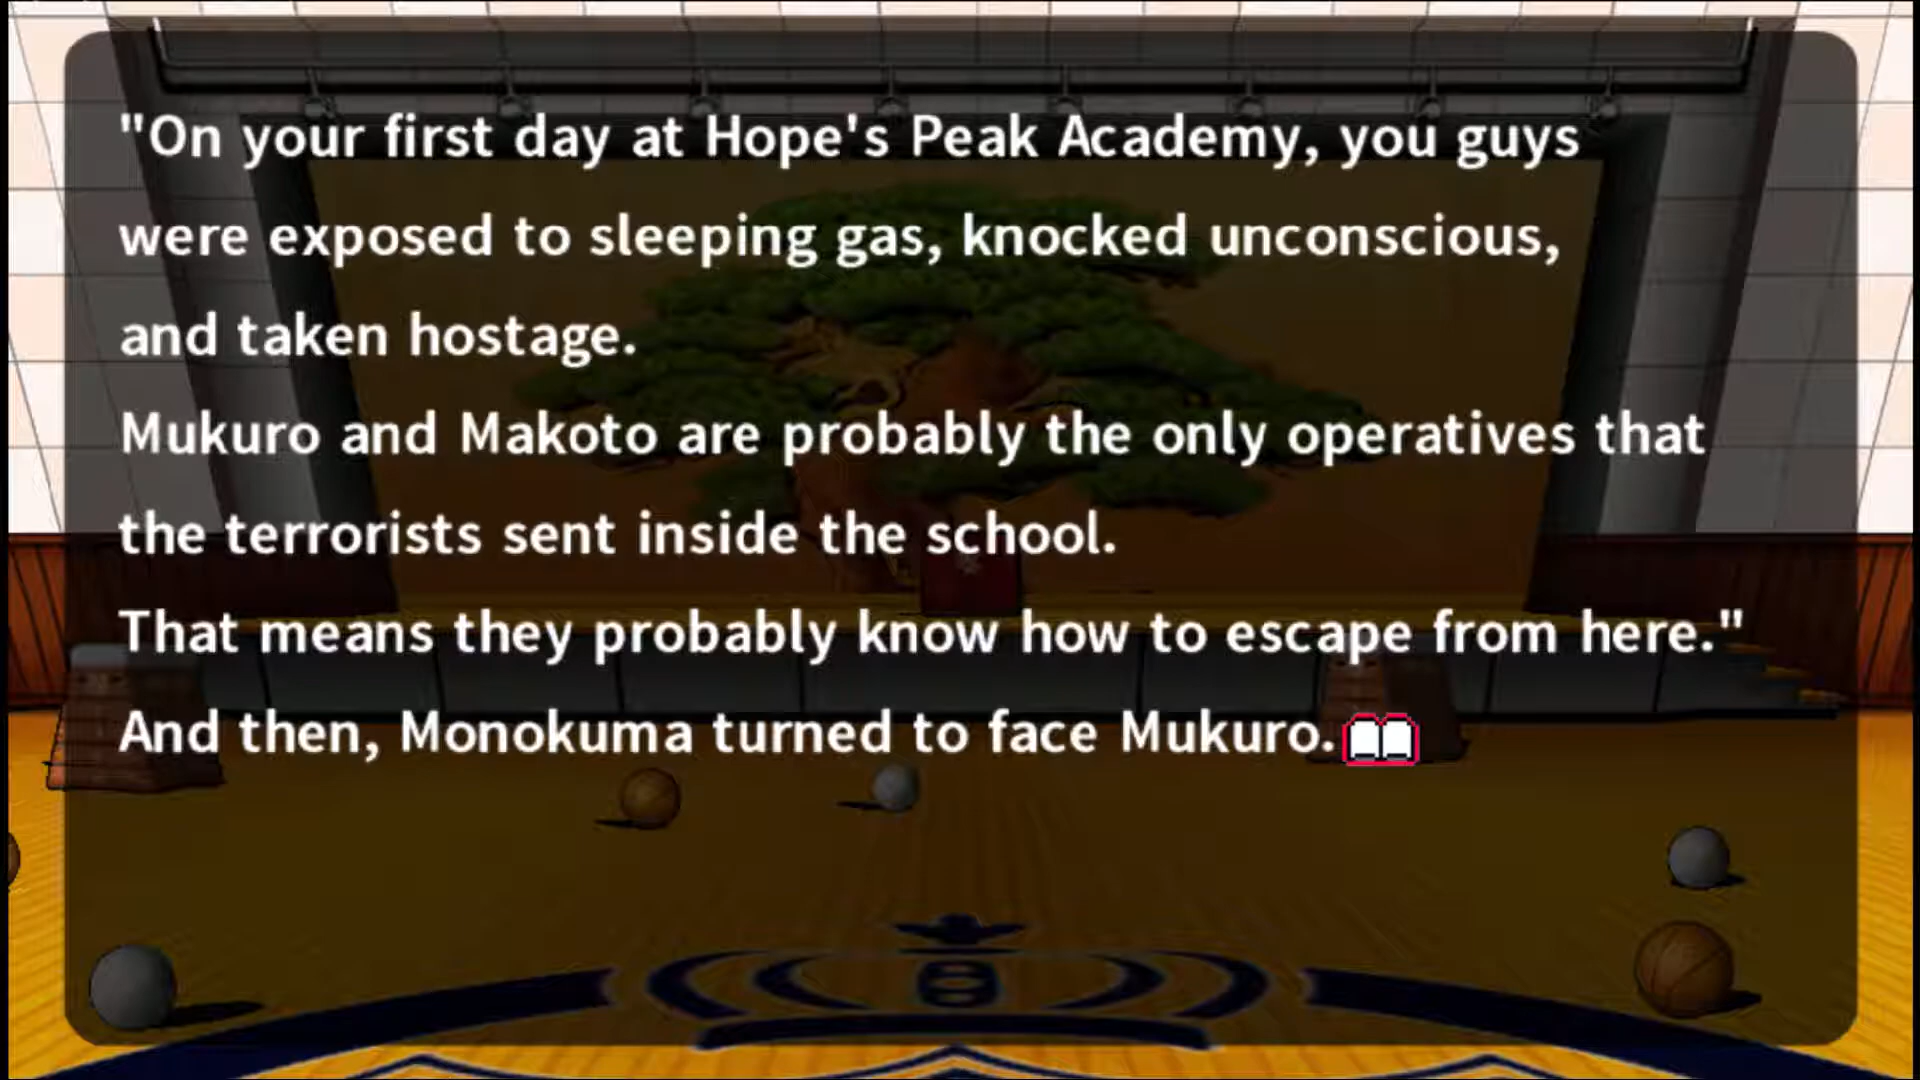 "On your first day at Hope's Peak Academy, you guys
were exposed to sleeping gas, knocked unconscious,
and taken hostage.
Mukuro and Makoto are probably the only operatives that
the terrorists sent inside the school.
That means they probably know how to escape from here."
And then, Monokuma turned to face Mukuro.